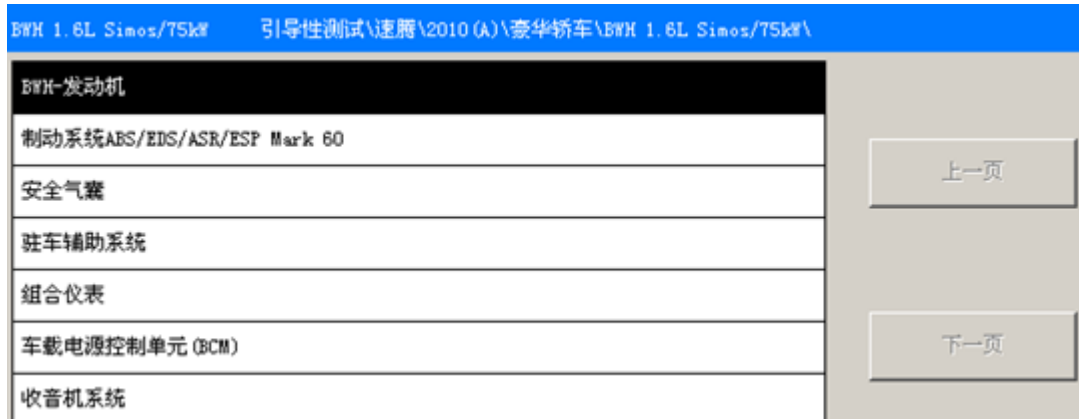 BWH 1.6L Simos/75kW 引导性测试\速腾\2010(A)\豪华轿车\BWH 1.6L Simos/75kW\
BWH-发动机
制动系统ABS/EDS/ASR/ESP Mark 60
安全气囊
上一页
驻车辅助系统
组合仪表
车载电源控制单元(BCM)
下一页
收音机系统